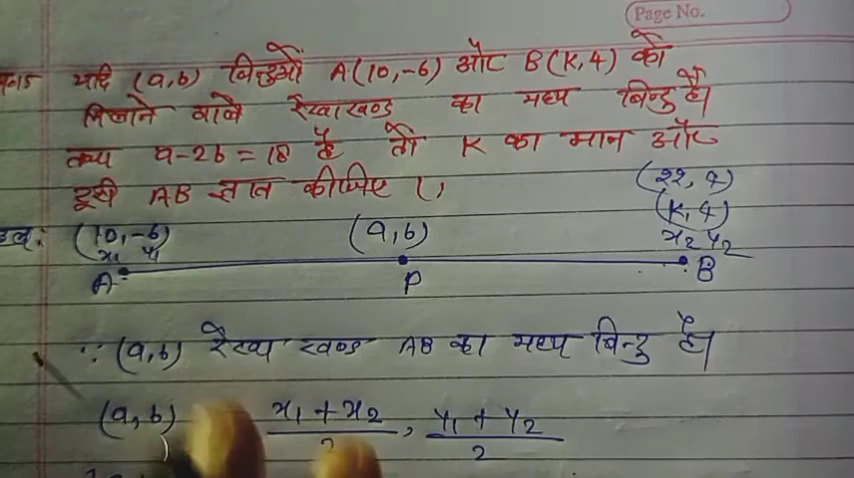 Page No.
यदि (a,b) बिन्दुओं A(10,-6) और B(K,4) को
मिलाने वाले रेखाखण्ड का मध्य बिन्दु है।
तथा a-2b=18 है तो K का मान और
दूरी AB ज्ञात कीजिए।
(22, 4)
हल: (10,-6) (a,b) (K,4)
x₁ y₁ x₂ y₂
A P B
∵ (a,b) रेखा खण्ड AB का मध्य बिन्दु है।
(a,b) x₁+x₂/2, y₁+y₂/2